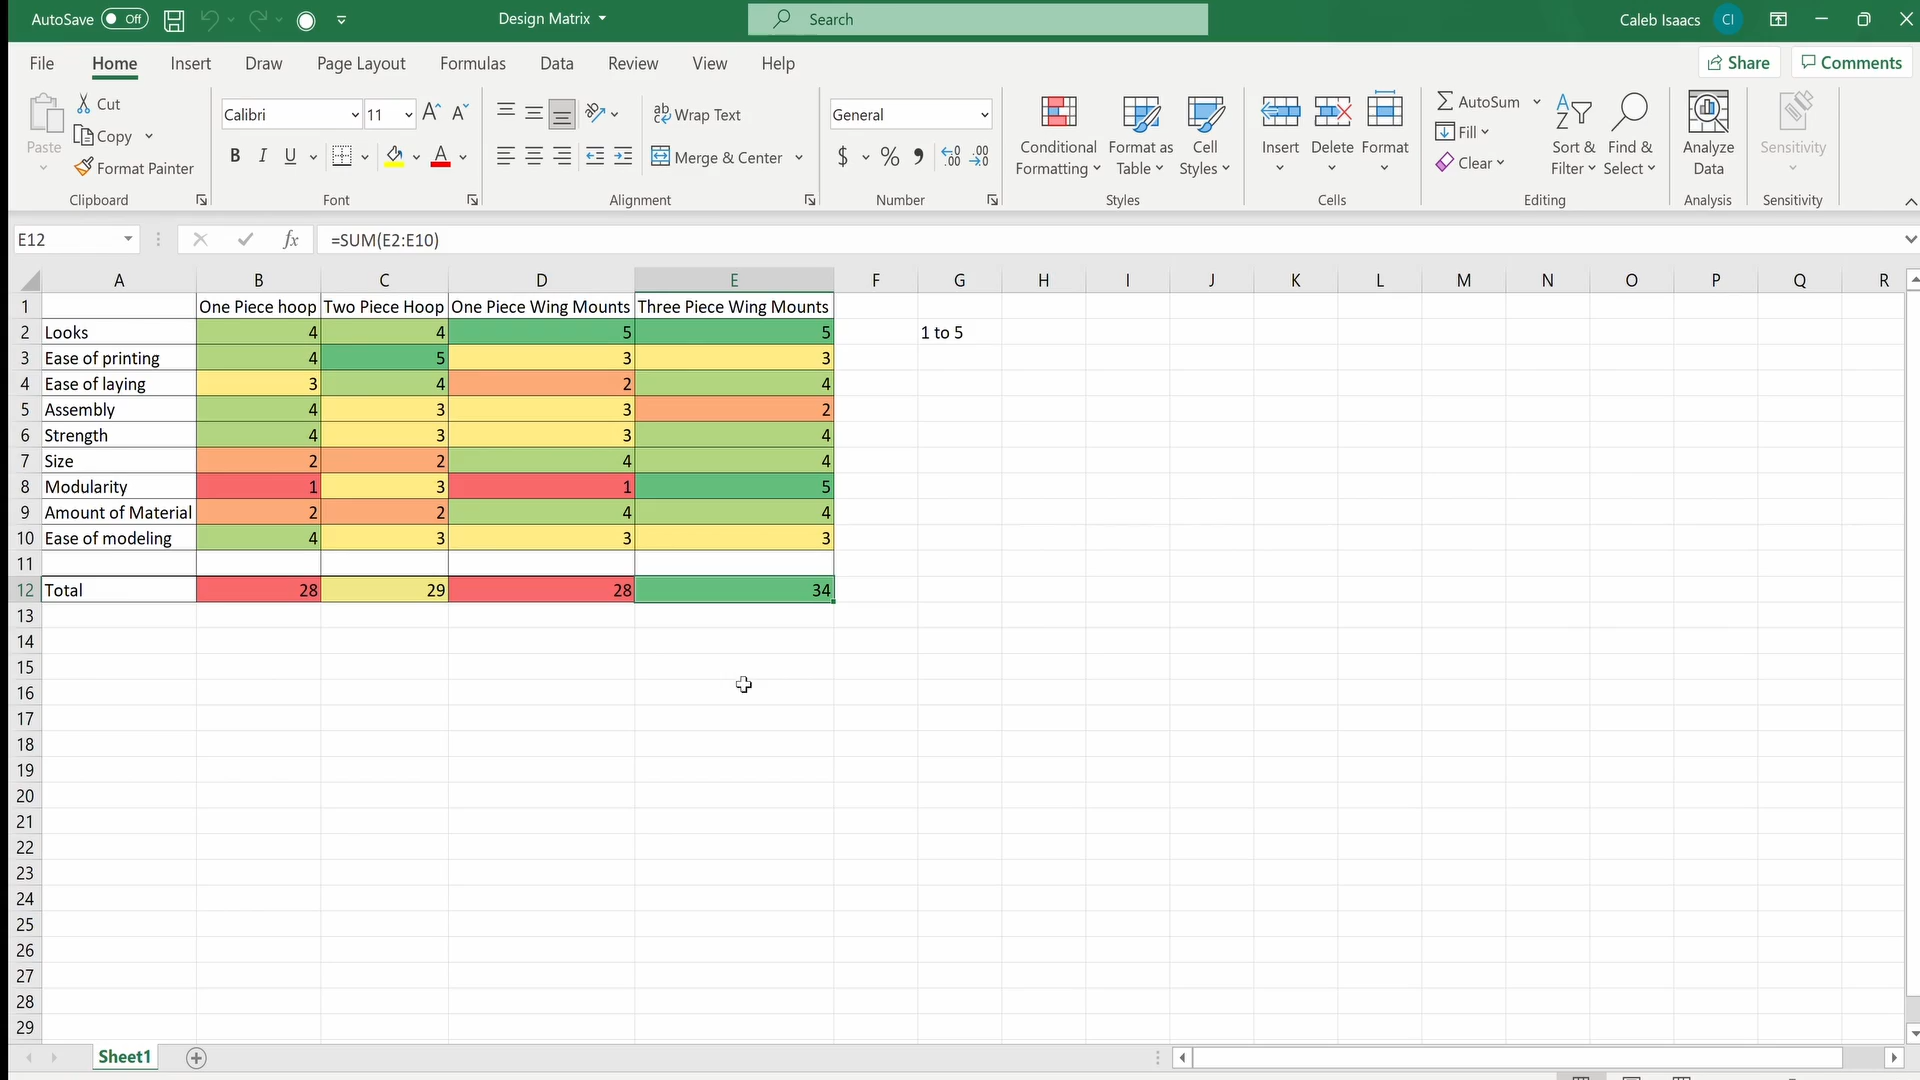 AutoSave Off Design Matrix Search Caleb Isaacs CI
File Home Insert Draw Page Layout Formulas Data Review View Help Share Comments
Paste Cut Copy Format Painter Clipboard
Calibri 11 B I U A Font
Wrap Text Merge & Center Alignment
General $ % Number
Conditional Formatting Format as Table Cell Styles Styles
Insert Delete Format Cells
AutoSum Fill Clear Sort & Filter Find & Select Editing
Analyze Data Analysis
Sensitivity Sensitivity
E12 fx =SUM(E2:E10)
A B C D E F G H I J K L M N O P Q R
1 One Piece hoop Two Piece Hoop One Piece Wing Mounts Three Piece Wing Mounts
2 Looks 4 4 5 5 1 to 5
3 Ease of printing 4 5 3 3
4 Ease of laying 3 4 2 4
5 Assembly 4 3 3 2
6 Strength 4 3 3 4
7 Size 2 2 4 4
8 Modularity 1 3 1 5
9 Amount of Material 2 2 4 4
10 Ease of modeling 4 3 3 3
11
12 Total 28 29 28 34
13
14
15
16
17
18
19
20
21
22
23
24
25
26
27
28
29
Sheet1